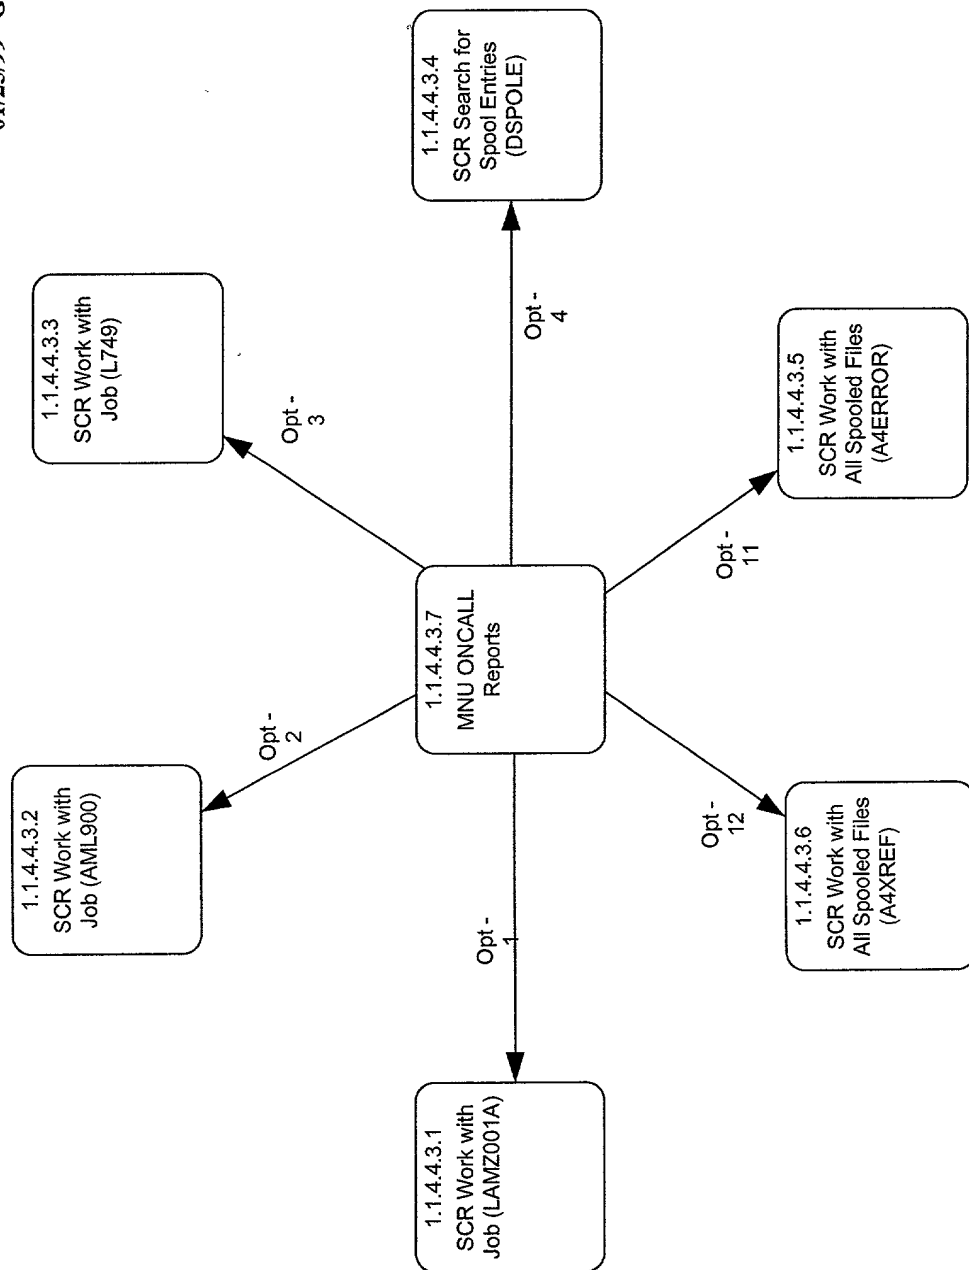 1.1.4.4.3.2
SCR Work with
Job (AML900)
1.1.4.4.3.3
SCR Work with
Job (L749)
Opt -
2
Opt -
3
1.1.4.4.3.1
SCR Work with
Job (LAMZ001A)
Opt -
1
1.1.4.4.3.7
MNU ONCALL
Reports
Opt -
4
1.1.4.4.3.4
SCR Search for
Spool Entries
(DSPOLE)
Opt -
12
Opt -
11
1.1.4.4.3.6
SCR Work with
All Spooled Files
(A4XREF)
1.1.4.4.3.5
SCR Work with
All Spooled Files
(A4ERROR)